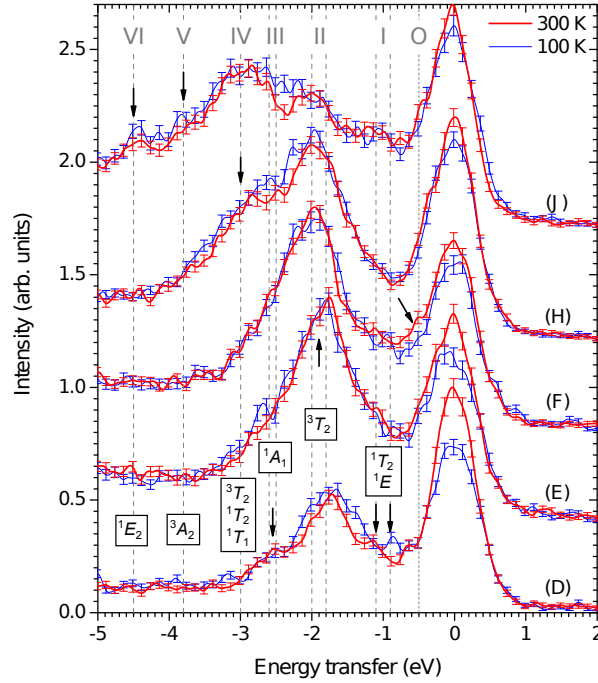 VI V IV III II I O
300 K
100 K
2.5
2.0
1.5
1.0
0.5
0.0
Intensity (arb. units)
(J)
(H)
(F)
(E)
(D)
³T₂
¹A₁
¹T₂
¹E
³T₂
¹T₂
¹T₁
¹E₂
³A₂
-5 -4 -3 -2 -1 0 1 2
Energy transfer (eV)